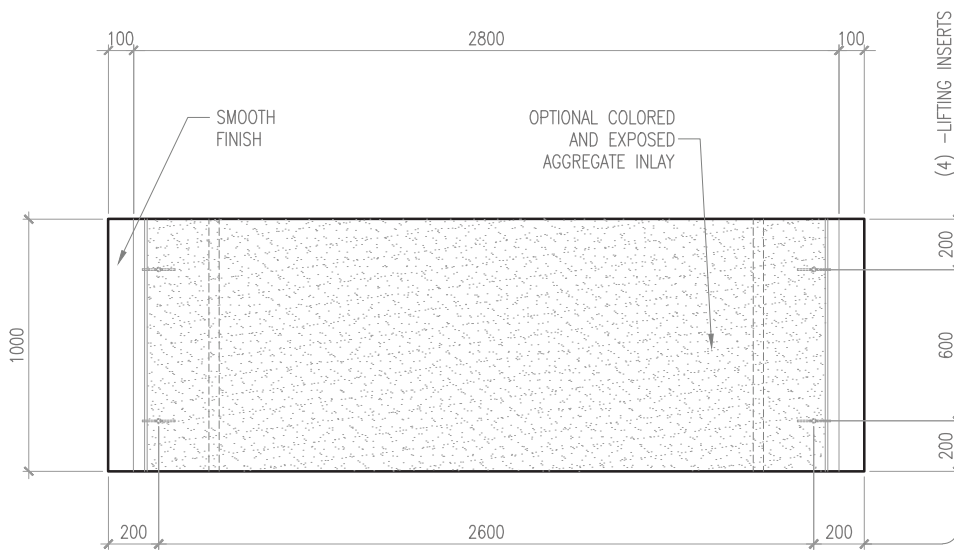 100
2800
100
(4) -LIFTING INSERTS
SMOOTH
FINISH
OPTIONAL COLORED
AND EXPOSED
AGGREGATE INLAY
1000
200
600
200
200
2600
200